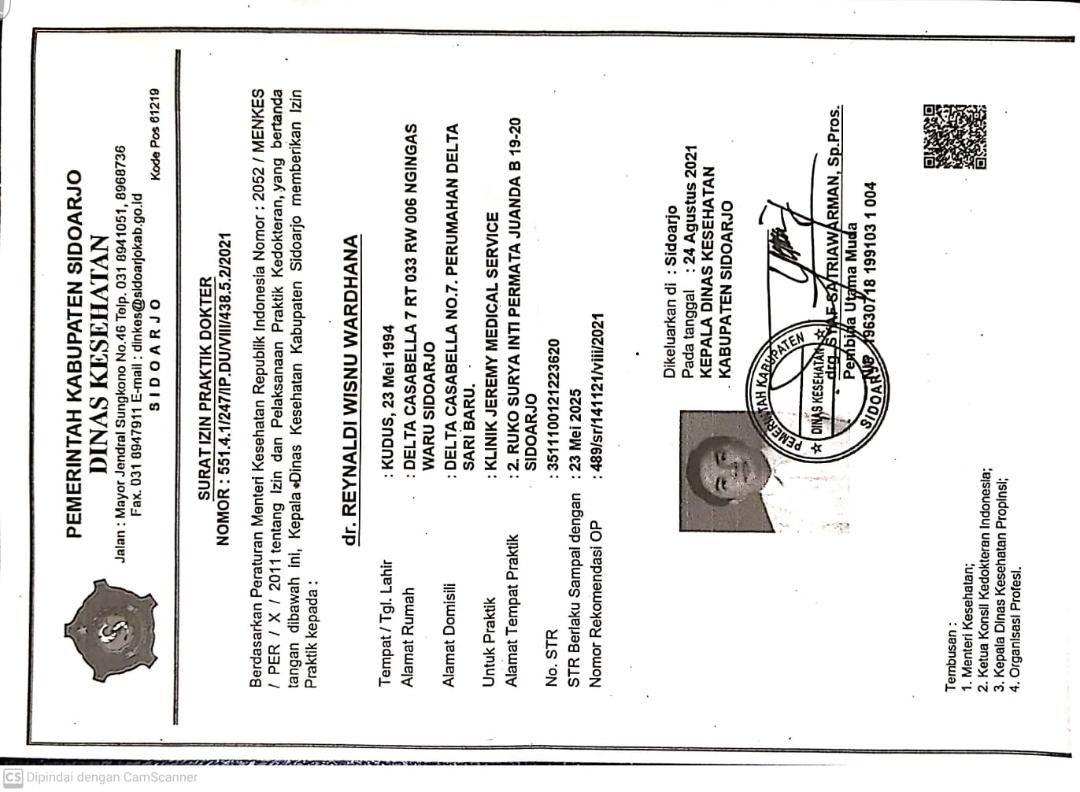 CS Dipindai dengan CamScanner
PEMERINTAH KABUPATEN SIDOARJO
DINAS KESEHATAN
Jalan : Mayor Jendral Sungkono No.46 Telp. 031 8941051, 8968736
Fax. 031 8947911 E-mail : dinkes@sidoarjokab.go.id
S I D O A R J O
Kode Pos 61219
SURAT IZIN PRAKTIK DOKTER
NOMOR : 551.4.1/247/IP.DU/VIII/438.5.2/2021
Berdasarkan Peraturan Menteri Kesehatan Republik Indonesia Nomor : 2052 / MENKES
/ PER / X / 2011 tentang Izin dan Pelaksanaan Praktik Kedokteran, yang bertanda
tangan dibawah ini, Kepala Dinas Kesehatan Kabupaten Sidoarjo memberikan Izin
Praktik kepada :
dr. REYNALDI WISNU WARDHANA
Tempat / Tgl. Lahir : KUDUS, 23 Mei 1994
Alamat Rumah : DELTA CASABELLA 7 RT 033 RW 006 NGINGAS
WARU SIDOARJO
Alamat Domisili : DELTA CASABELLA NO.7. PERUMAHAN DELTA
SARI BARU.
Untuk Praktik : KLINIK JEREMY MEDICAL SERVICE
Alamat Tempat Praktik : 2. RUKO SURYA INTI PERMATA JUANDA B 19-20
SIDOARJO
No. STR : 3511100121223620
STR Berlaku Sampai dengan : 23 Mei 2025
Nomor Rekomendasi OP : 489/sr/141121/viii/2021
Dikeluarkan di : Sidoarjo
Pada tanggal : 24 Agustus 2021
KEPALA DINAS KESEHATAN
KABUPATEN SIDOARJO
PEMERINTAH KABUPATEN
DINAS KESEHATAN
SIDOARJO
drg. SYAF SATRIAWARMAN, Sp.Pros.
Pembina Utama Muda
NIP 19630718 199103 1 004
Tembusan :
1. Menteri Kesehatan;
2. Ketua Konsil Kedokteran Indonesia;
3. Kepala Dinas Kesehatan Propinsi;
4. Organisasi Profesi.